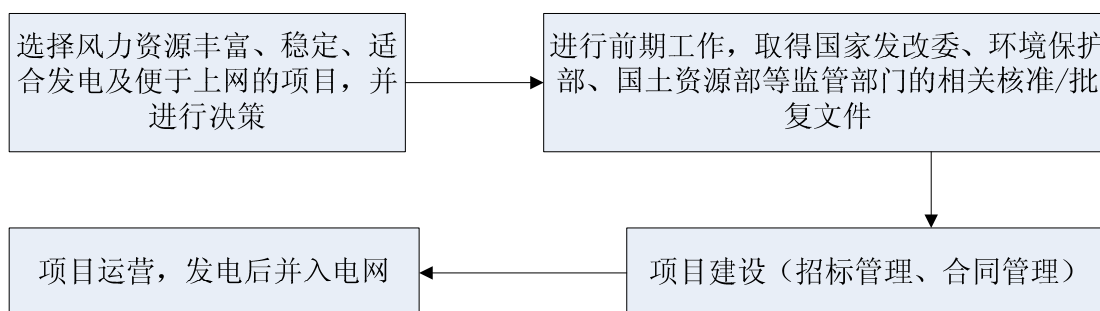 选择风力资源丰富、稳定、适
合发电及便于上网的项目，并
进行决策
进行前期工作，取得国家发改委、环境保护
部、国土资源部等监管部门的相关核准/批
复文件
项目建设（招标管理、合同管理）
项目运营，发电后并入电网